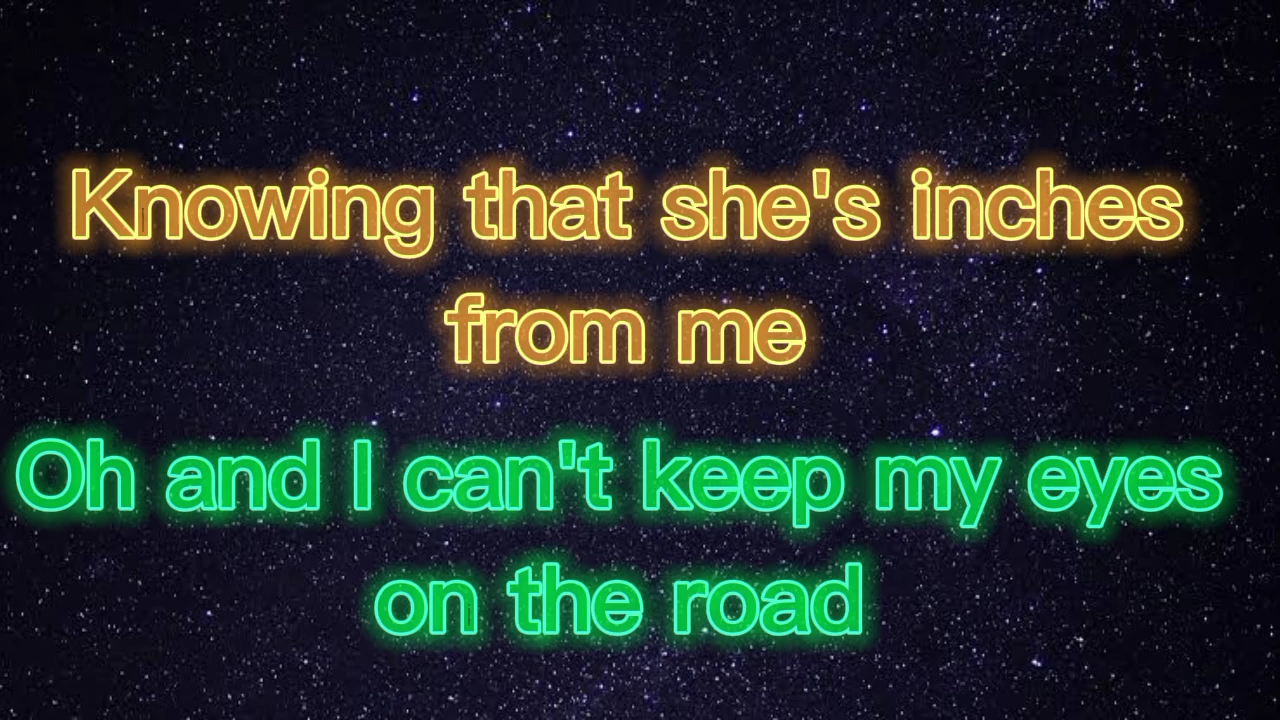 Knowing that she's inches
from me
Oh and I can't keep my eyes
on the road